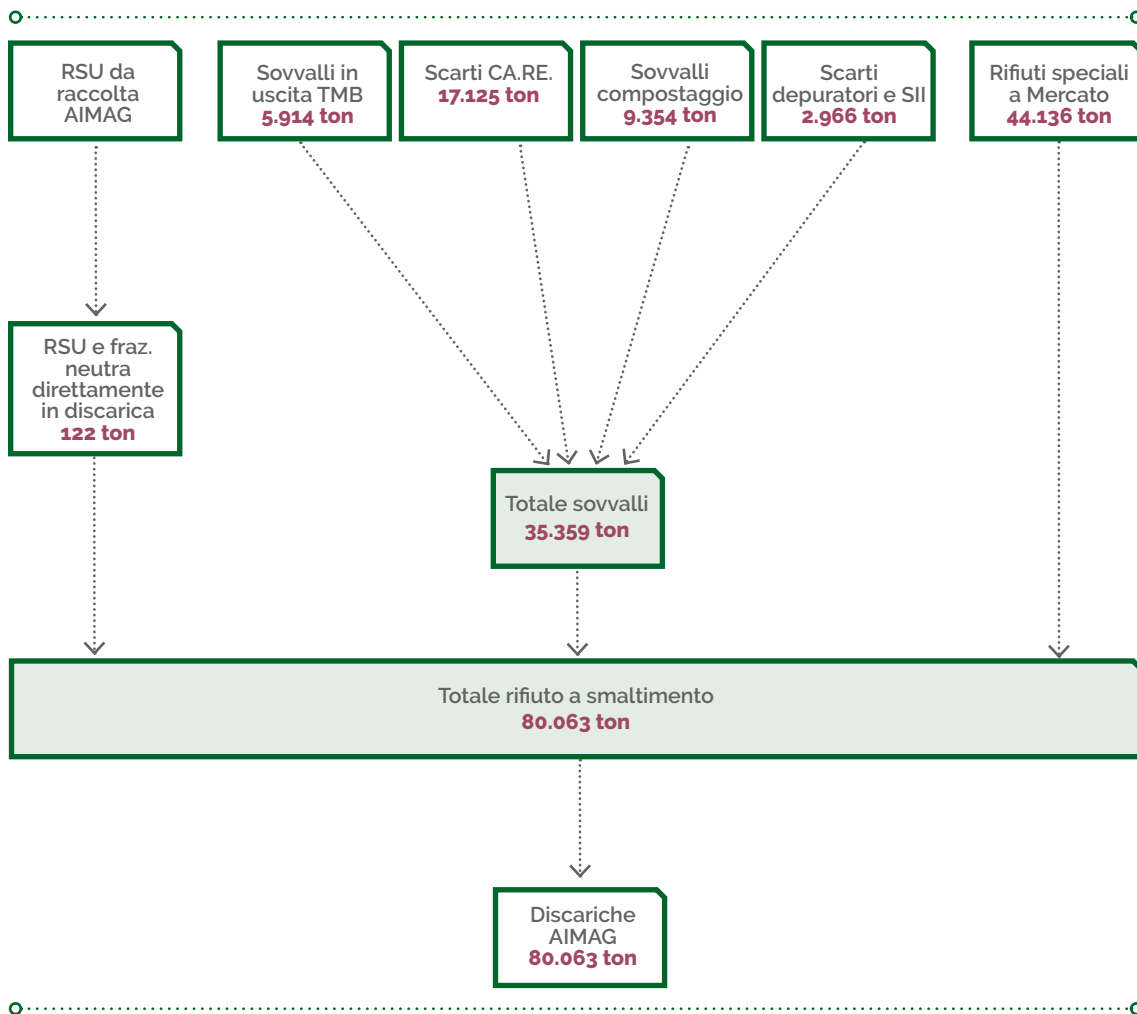 RSU da
raccolta
AIMAG
Sovvalli in
uscita TMB
5.914 ton
Scarti CA.RE.
17.125 ton
Sovvalli
compostaggio
9.354 ton
Scarti
depuratori e SII
2.966 ton
Rifiuti speciali
a Mercato
44.136 ton
RSU e fraz.
neutra
direttamente
in discarica
122 ton
Totale sovvalli
35.359 ton
Totale rifiuto a smaltimento
80.063 ton
Discariche
AIMAG
80.063 ton